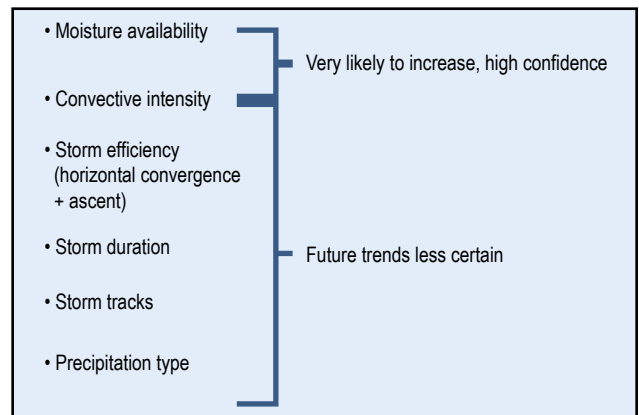 • Moisture availability
Very likely to increase, high confidence
• Convective intensity
• Storm efficiency
(horizontal convergence
+ ascent)
• Storm duration
Future trends less certain
• Storm tracks
• Precipitation type